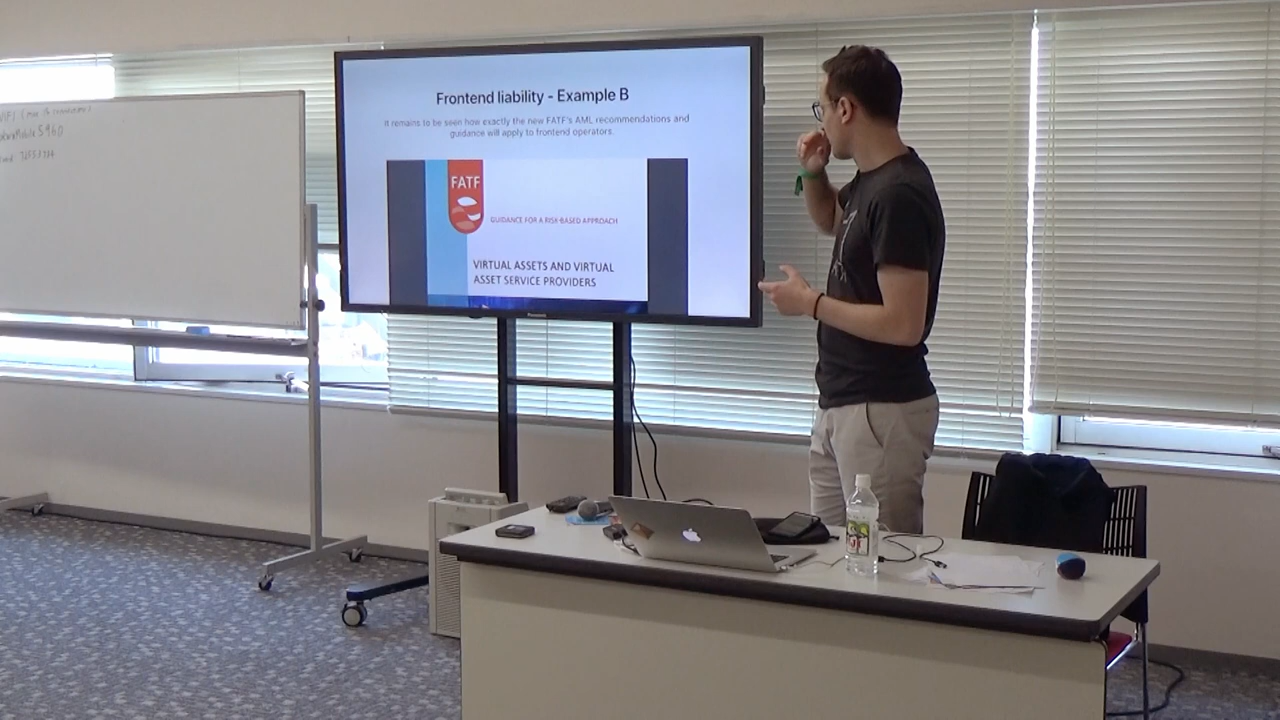 Frontend liability - Example B
It remains to be seen how exactly the new FATF's AML recommendations and
guidance will apply to frontend operators.
FATF
GUIDANCE FOR A RISK-BASED APPROACH
VIRTUAL ASSETS AND VIRTUAL
ASSET SERVICE PROVIDERS
Panasonic